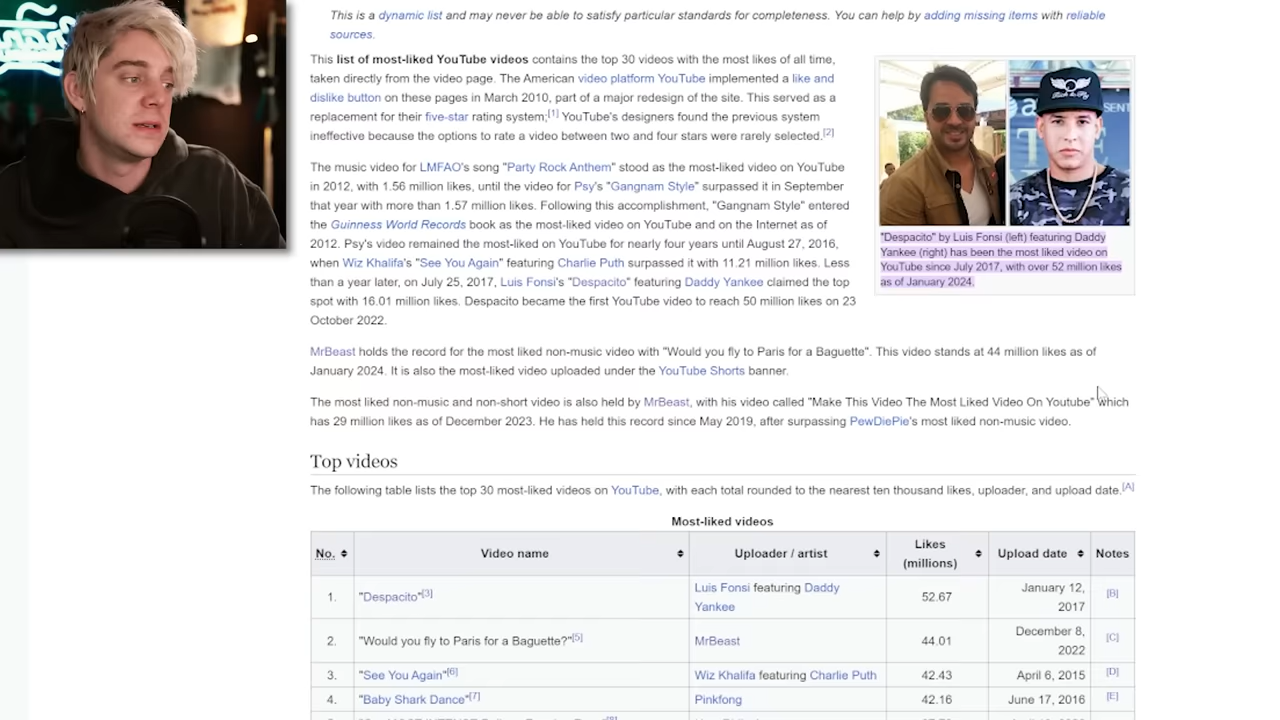 This is a dynamic list and may never be able to satisfy particular standards for completeness. You can help by adding missing items with reliable
sources.
This list of most-liked YouTube videos contains the top 30 videos with the most likes of all time,
taken directly from the video page. The American video platform YouTube implemented a like and
dislike button on these pages in March 2010, part of a major redesign of the site. This served as a
replacement for their five-star rating system;[1] YouTube's designers found the previous system
ineffective because the options to rate a video between two and four stars were rarely selected.[2]
The music video for LMFAO's song "Party Rock Anthem" stood as the most-liked video on YouTube
in 2012, with 1.56 million likes, until the video for Psy's "Gangnam Style" surpassed it in September
that year with more than 1.57 million likes. Following this accomplishment, "Gangnam Style" entered
the Guinness World Records book as the most-liked video on YouTube and on the Internet as of
2012. Psy's video remained the most-liked on YouTube for nearly four years until August 27, 2016,
when Wiz Khalifa's "See You Again" featuring Charlie Puth surpassed it with 11.21 million likes. Less
than a year later, on July 25, 2017, Luis Fonsi's "Despacito" featuring Daddy Yankee claimed the top
spot with 16.01 million likes. Despacito became the first YouTube video to reach 50 million likes on 23
October 2022.
"Despacito" by Luis Fonsi (left) featuring Daddy
Yankee (right) has been the most liked video on
YouTube since July 2017, with over 52 million likes
as of January 2024.
MrBeast holds the record for the most liked non-music video with "Would you fly to Paris for a Baguette". This video stands at 44 million likes as of
January 2024. It is also the most-liked video uploaded under the YouTube Shorts banner.
The most liked non-music and non-short video is also held by MrBeast, with his video called "Make This Video The Most Liked Video On Youtube" which
has 29 million likes as of December 2023. He has held this record since May 2019, after surpassing PewDiePie's most liked non-music video.
Top videos
The following table lists the top 30 most-liked videos on YouTube, with each total rounded to the nearest ten thousand likes, uploader, and upload date.[A]
Most-liked videos
No. Video name Uploader / artist Likes (millions) Upload date Notes
1. "Despacito"[3] Luis Fonsi featuring Daddy Yankee 52.67 January 12, 2017 [B]
2. "Would you fly to Paris for a Baguette?"[5] MrBeast 44.01 December 8, 2022 [C]
3. "See You Again"[6] Wiz Khalifa featuring Charlie Puth 42.43 April 6, 2015 [D]
4. "Baby Shark Dance"[7] Pinkfong 42.16 June 17, 2016 [E]